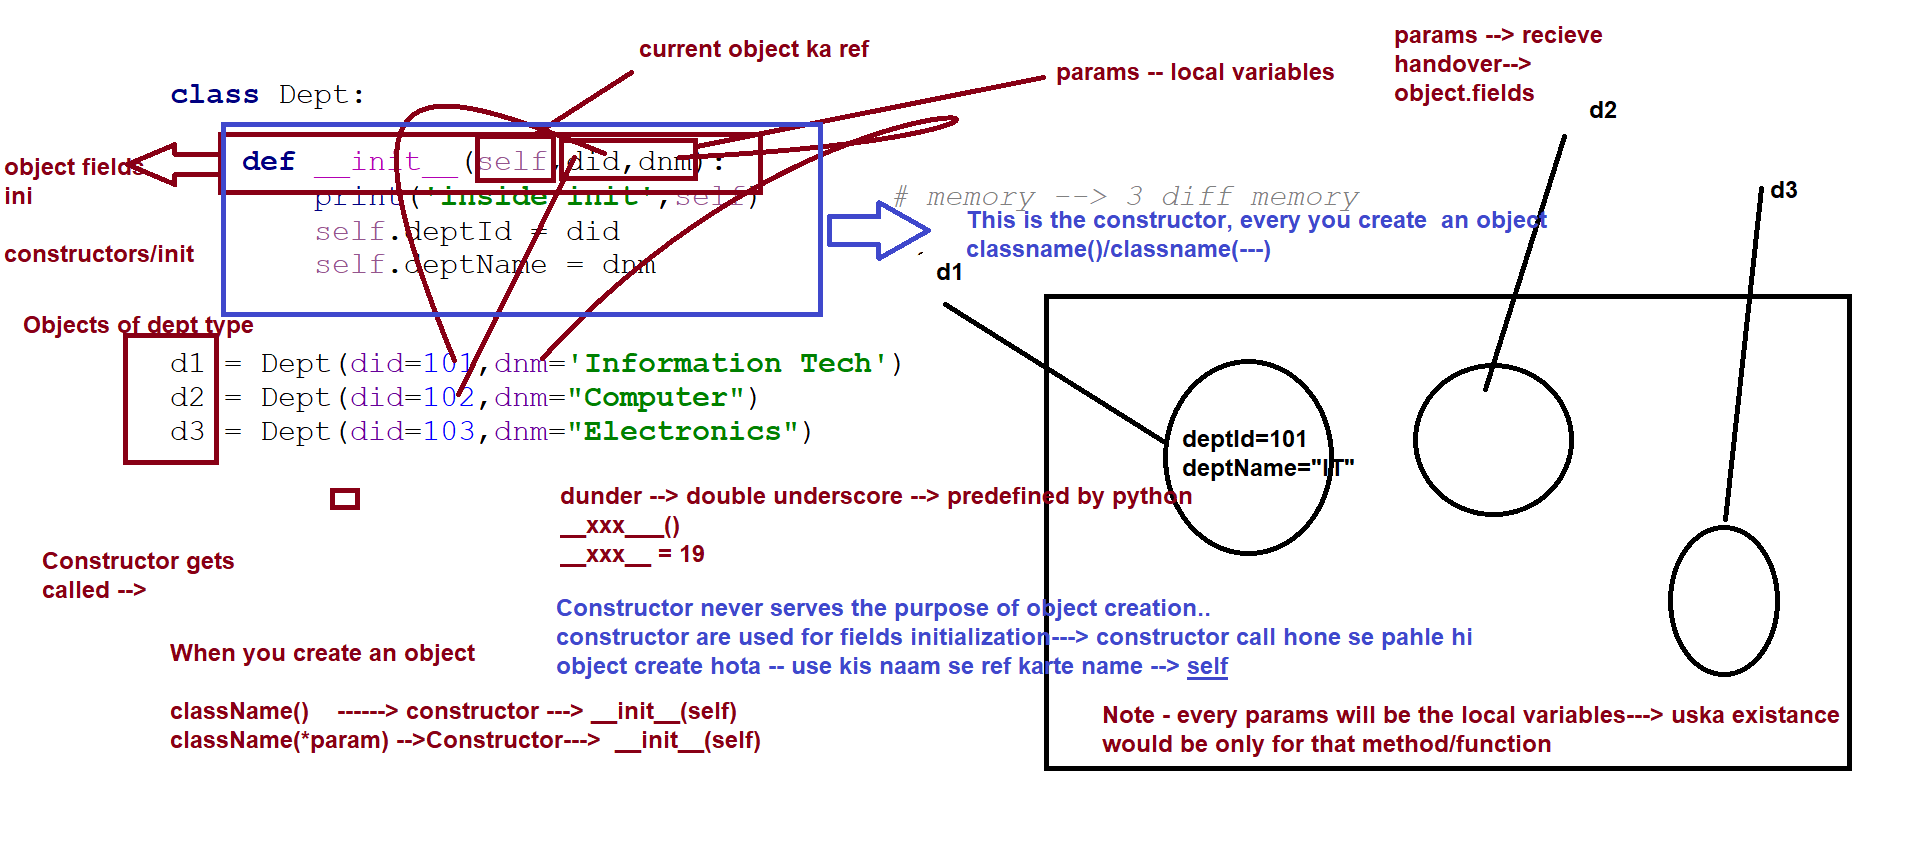 current object ka ref
params -- local variables
params --> recieve
handover-->
object.fields
d2
d3
class Dept:
def __init__(self,did,dnm):
print('inside init',self)
# memory --> 3 diff memory
self.deptId = did
self.deptName = dnm
object fields
ini
constructors/init
This is the constructor, every you create  an object
classname()/classname(---)
d1
Objects of dept type
d1 = Dept(did=101,dnm='Information Tech')
d2 = Dept(did=102,dnm="Computer")
d3 = Dept(did=103,dnm="Electronics")
deptId=101
deptName="IT"
dunder --> double underscore --> predefined by python
__xxx___()
__xxx__ = 19
Constructor gets
called -->
Constructor never serves the purpose of object creation..
constructor are used for fields initialization---> constructor call hone se pahle hi
object create hota -- use kis naam se ref karte name --> self
When you create an object
className()    ------> constructor ---> __init__(self)
className(*param) -->Constructor--->  __init__(self)
Note - every params will be the local variables---> uska existance
would be only for that method/function